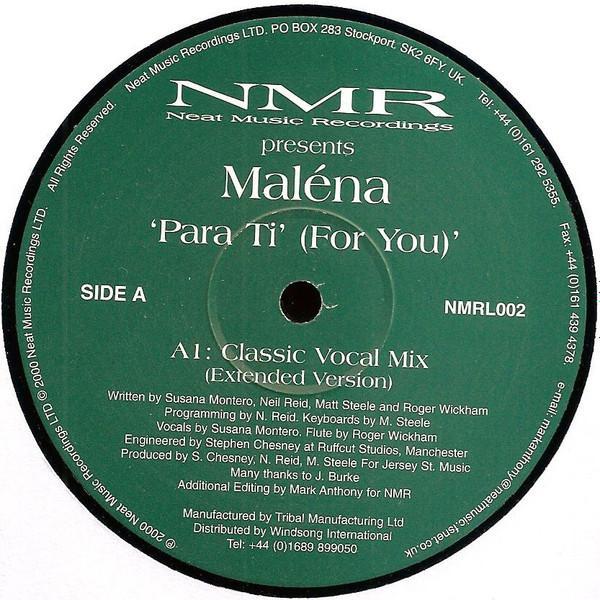 NMR
Neat Music Recordings
presents
Maléna
'Para Ti' (For You)'
SIDE A
NMRL002
A1: Classic Vocal Mix
(Extended Version)
Written by Susana Montero, Neil Reid, Matt Steele and Roger Wickham
Programming by N. Reid. Keyboards by M. Steele
Vocals by Susana Montero. Flute by Roger Wickham
Engineered by Stephen Chesney at Ruffcut Studios, Manchester
Produced by S. Chesney, N. Reid, M. Steele For Jersey St. Music
Many thanks to J. Burke
Additional Editing by Mark Anthony for NMR
Manufactured by Tribal Manufacturing Ltd
Distributed by Windsong International
Tel: +44 (0)1689 899050
℗ 2000 Neat Music Recordings LTD © 2000 Neat Music Recordings LTD. All Rights Reserved. Neat Music Recordings LTD. PO BOX 283 Stockport. SK2 6FY. UK. Tel: +44 (0)161 292 5355. Fax: +44 (0)161 439 4378. e-mail: markanthony@neatmusic.fsnet.co.uk